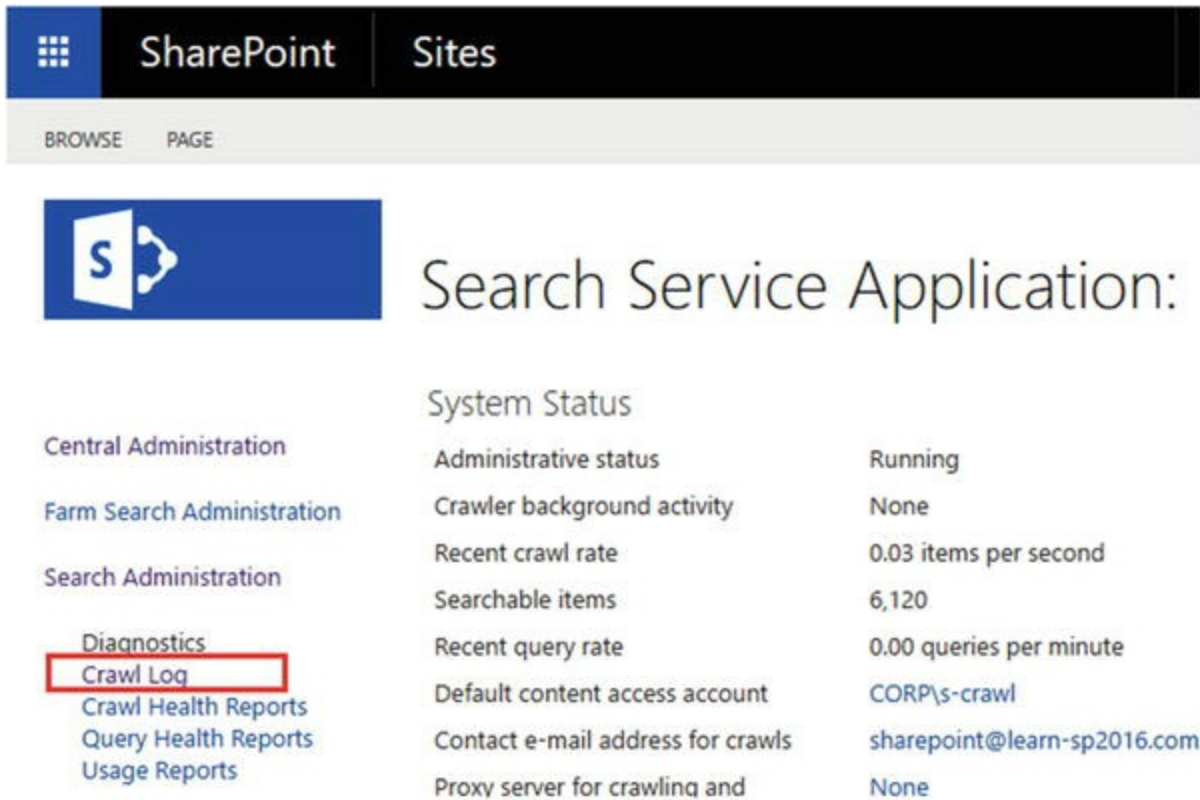 SharePoint Sites
BROWSE PAGE
S
Search Service Application:
System Status
Central Administration
Administrative status Running
Crawler background activity None
Farm Search Administration
Recent crawl rate 0.03 items per second
Search Administration
Searchable items 6,120
Diagnostics
Recent query rate 0.00 queries per minute
Crawl Log
Default content access account CORP\s-crawl
Crawl Health Reports
Query Health Reports
Contact e-mail address for crawls sharepoint@learn-sp2016.com
Usage Reports
Proxy server for crawling and None